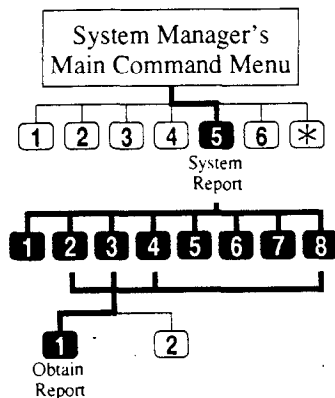 System Manager's
Main Command Menu
1 2 3 4 5 6 *
System
Report
1 2 3 4 5 6 7 8
1 2
Obtain
Report